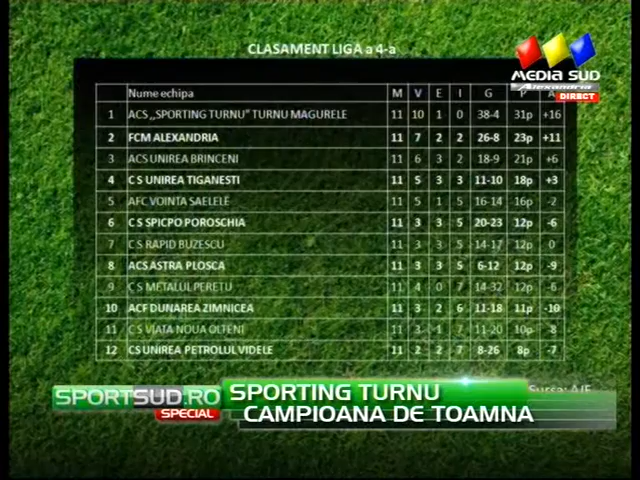 CLASAMENT LIGA a 4-a
MEDIA SUD
Alexandria
DIRECT
Nume echipa M V E I G P A
1 ACS ,,SPORTING TURNU" TURNU MAGURELE 11 10 1 0 38-4 31p +16
2 FCM ALEXANDRIA 11 7 2 2 26-8 23p +11
3 ACS UNIREA BRINCENI 11 6 3 2 18-9 21p +6
4 C S UNIREA TIGANESTI 11 5 3 3 11-10 18p +3
5 AFC VOINTA SAELELE 11 5 1 5 16-14 16p -2
6 C S SPICPO POROSCHIA 11 3 3 5 20-23 12p -6
7 C S RAPID BUZESCU 11 3 3 5 14-17 12p 0
8 ACS ASTRA PLOSCA 11 3 3 5 6-12 12p -9
9 C S METALUL PERETU 11 4 0 7 14-32 12p -6
10 ACF DUNAREA ZIMNICEA 11 3 2 6 11-18 11p -10
11 C S VIATA NOUA OLTENI 11 3 1 7 11-20 10p -8
12 CS UNIREA PETROLUL VIDELE 11 2 2 7 8-26 8p -7
Sursa: AJF
SPORTSUD.RO
SPECIAL
SPORTING TURNU
CAMPIOANA DE TOAMNA